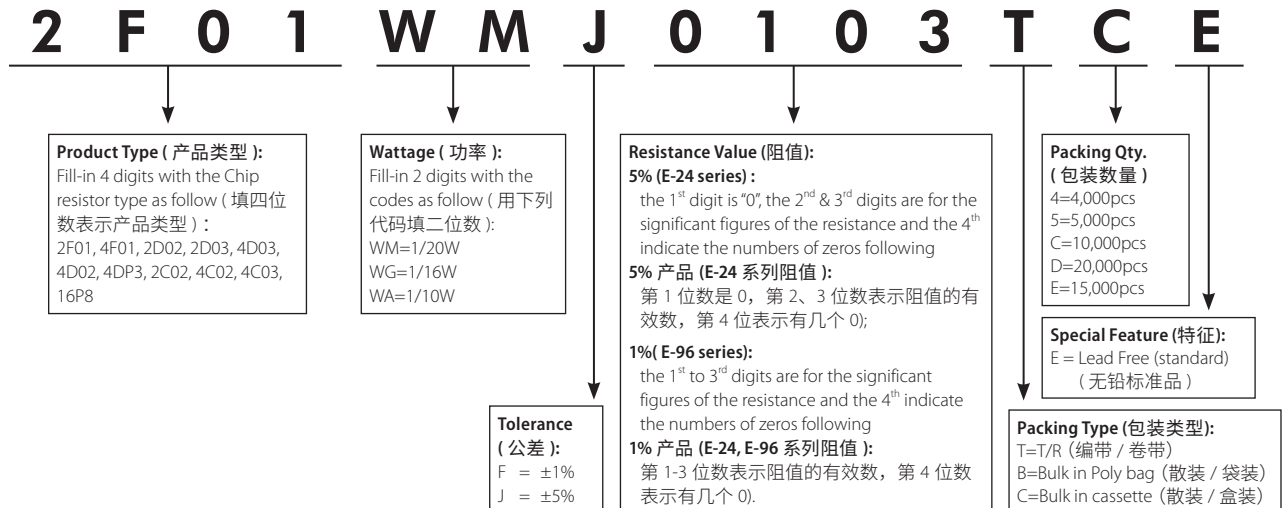 2 F 0 1 W M J 0 1 0 3 T C E
Product Type ( 产品类型 ):
Fill-in 4 digits with the Chip
resistor type as follow ( 填四位
数表示产品类型 ) :
2F01, 4F01, 2D02, 2D03, 4D03,
4D02, 4DP3, 2C02, 4C02, 4C03,
16P8
Wattage ( 功率 ):
Fill-in 2 digits with the
codes as follow ( 用下列
代码填二位数 ):
WM=1/20W
WG=1/16W
WA=1/10W
Tolerance
( 公差 ):
F = ±1%
J = ±5%
Resistance Value (阻值):
5% (E-24 series) :
the 1st digit is "0", the 2nd & 3rd digits are for the
significant figures of the resistance and the 4th
indicate the numbers of zeros following
5% 产品 (E-24 系列阻值 ):
第 1 位数是 0，第 2、3 位数表示阻值的有
效数，第 4 位表示有几个 0);
1%( E-96 series):
the 1st to 3rd digits are for the significant
figures of the resistance and the 4th indicate
the numbers of zeros following
1% 产品 (E-24, E-96 系列阻值 ):
第 1-3 位数表示阻值的有效数，第 4 位数
表示有几个 0).
Packing Qty.
( 包装数量 )
4=4,000pcs
5=5,000pcs
C=10,000pcs
D=20,000pcs
E=15,000pcs
Special Feature (特征):
E = Lead Free (standard)
( 无铅标准品 )
Packing Type (包装类型):
T=T/R (编带 / 卷带)
B=Bulk in Poly bag (散装 / 袋装)
C=Bulk in cassette (散装 / 盒装)